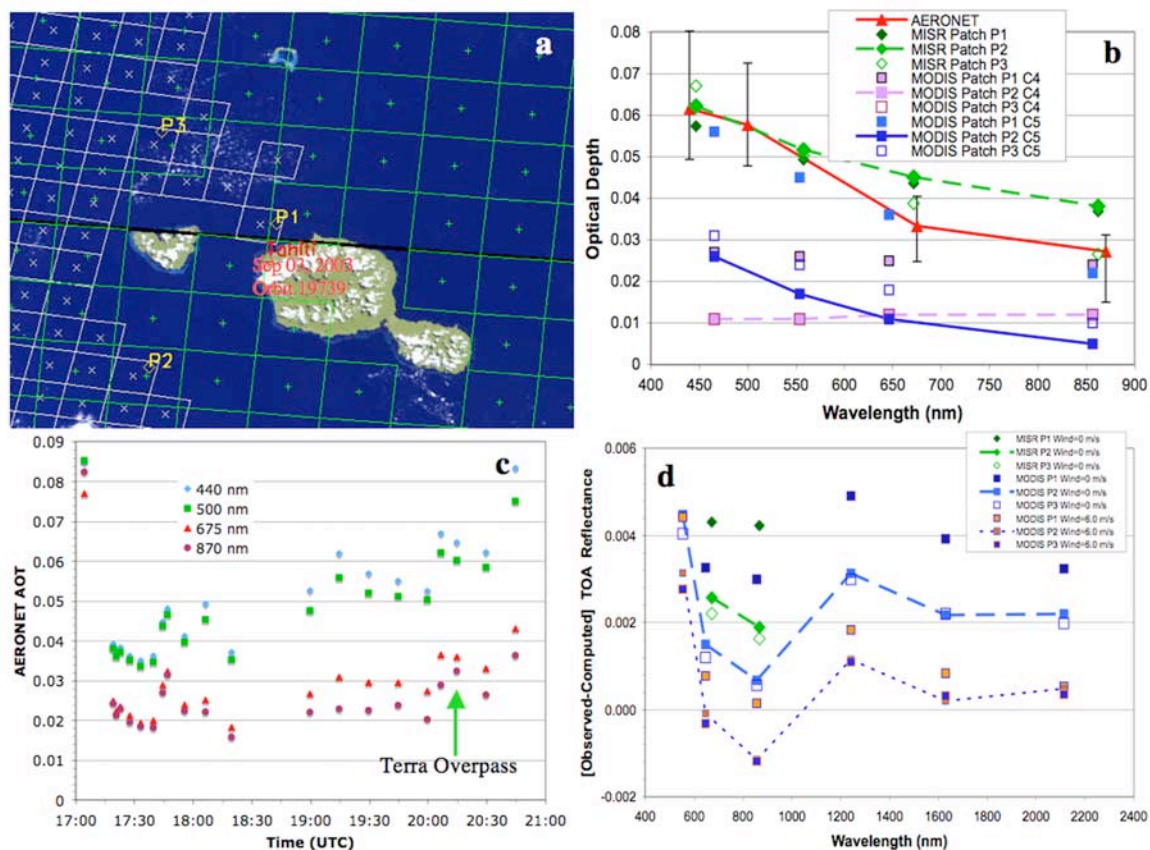 a
P3
P1
Tahiti
Sep 03, 2003
Orbit 19739
P2
b
AERONET
MISR Patch P1
MISR Patch P2
MISR Patch P3
MODIS Patch P1 C4
MODIS Patch P2 C4
MODIS Patch P3 C4
MODIS Patch P1 C5
MODIS Patch P2 C5
MODIS Patch P3 C5
Optical Depth
0.08
0.07
0.06
0.05
0.04
0.03
0.02
0.01
0.00
400 450 500 550 600 650 700 750 800 850 900
Wavelength (nm)
c
440 nm
500 nm
675 nm
870 nm
AERONET AOT
0.09
0.08
0.07
0.06
0.05
0.04
0.03
0.02
0.01
0
Terra Overpass
17:00 17:30 18:00 18:30 19:00 19:30 20:00 20:30 21:00
Time (UTC)
d
MISR P1 Wind=0 m/s
MISR P2 Wind=0 m/s
MISR P3 Wind=0 m/s
MODIS P1 Wind=0 m/s
MODIS P2 Wind=0 m/s
MODIS P3 Wind=0 m/s
MODIS P1 Wind=6.0 m/s
MODIS P2 Wind=6.0 m/s
MODIS P3 Wind=6.0 m/s
[Observed-Computed] TOA Reflectance
0.006
0.004
0.002
0.000
-0.002
400 600 800 1000 1200 1400 1600 1800 2000 2200 2400
Wavelength (nm)